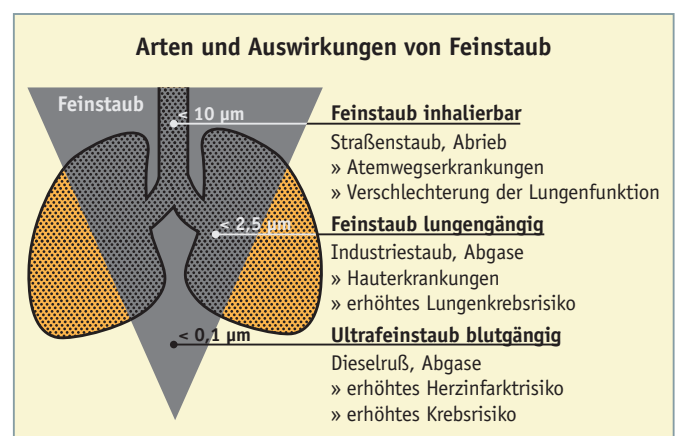 Arten und Auswirkungen von Feinstaub
Feinstaub
< 10 µm
Feinstaub inhalierbar
Straßenstaub, Abrieb
» Atemwegserkrankungen
» Verschlechterung der Lungenfunktion
< 2,5 µm
Feinstaub lungengängig
Industriestaub, Abgase
» Hauterkrankungen
» erhöhtes Lungenkrebsrisiko
< 0,1 µm
Ultrafeinstaub blutgängig
Dieselruß, Abgase
» erhöhtes Herzinfarktrisiko
» erhöhtes Krebsrisiko